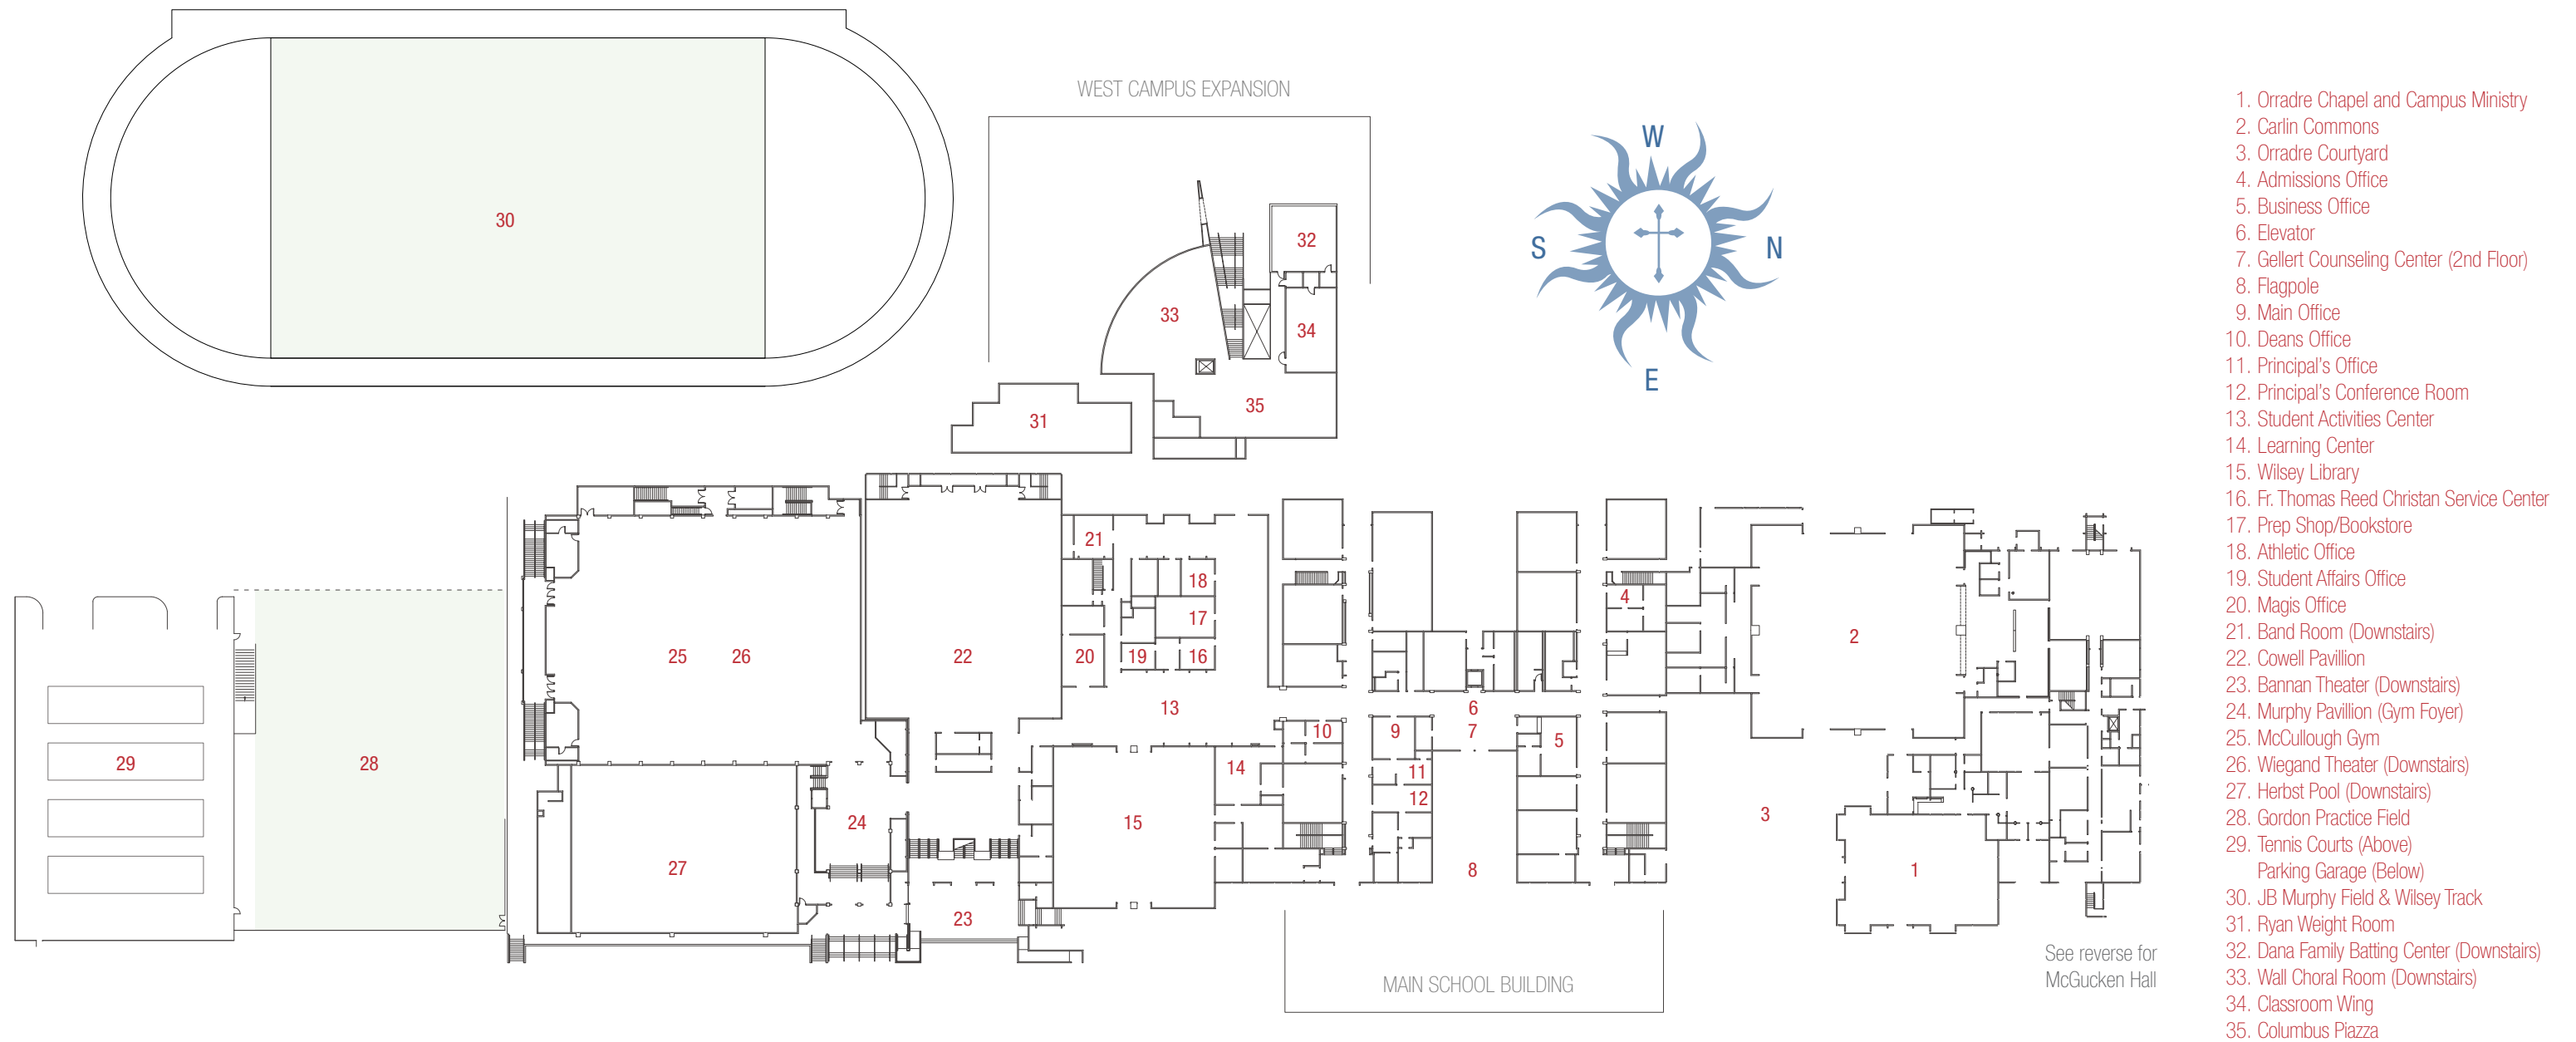 WEST CAMPUS EXPANSION
W
S
N
E
30
32
33
34
35
31
21
18
17
16
19
20
22
25
26
13
4
2
6
7
9
10
5
11
12
14
15
3
8
1
24
27
23
28
29
MAIN SCHOOL BUILDING
See reverse for
McGucken Hall
1. Orradre Chapel and Campus Ministry
2. Carlin Commons
3. Orradre Courtyard
4. Admissions Office
5. Business Office
6. Elevator
7. Gellert Counseling Center (2nd Floor)
8. Flagpole
9. Main Office
10. Deans Office
11. Principal's Office
12. Principal's Conference Room
13. Student Activities Center
14. Learning Center
15. Wilsey Library
16. Fr. Thomas Reed Christan Service Center
17. Prep Shop/Bookstore
18. Athletic Office
19. Student Affairs Office
20. Magis Office
21. Band Room (Downstairs)
22. Cowell Pavillion
23. Bannan Theater (Downstairs)
24. Murphy Pavillion (Gym Foyer)
25. McCullough Gym
26. Wiegand Theater (Downstairs)
27. Herbst Pool (Downstairs)
28. Gordon Practice Field
29. Tennis Courts (Above)
Parking Garage (Below)
30. JB Murphy Field & Wilsey Track
31. Ryan Weight Room
32. Dana Family Batting Center (Downstairs)
33. Wall Choral Room (Downstairs)
34. Classroom Wing
35. Columbus Piazza